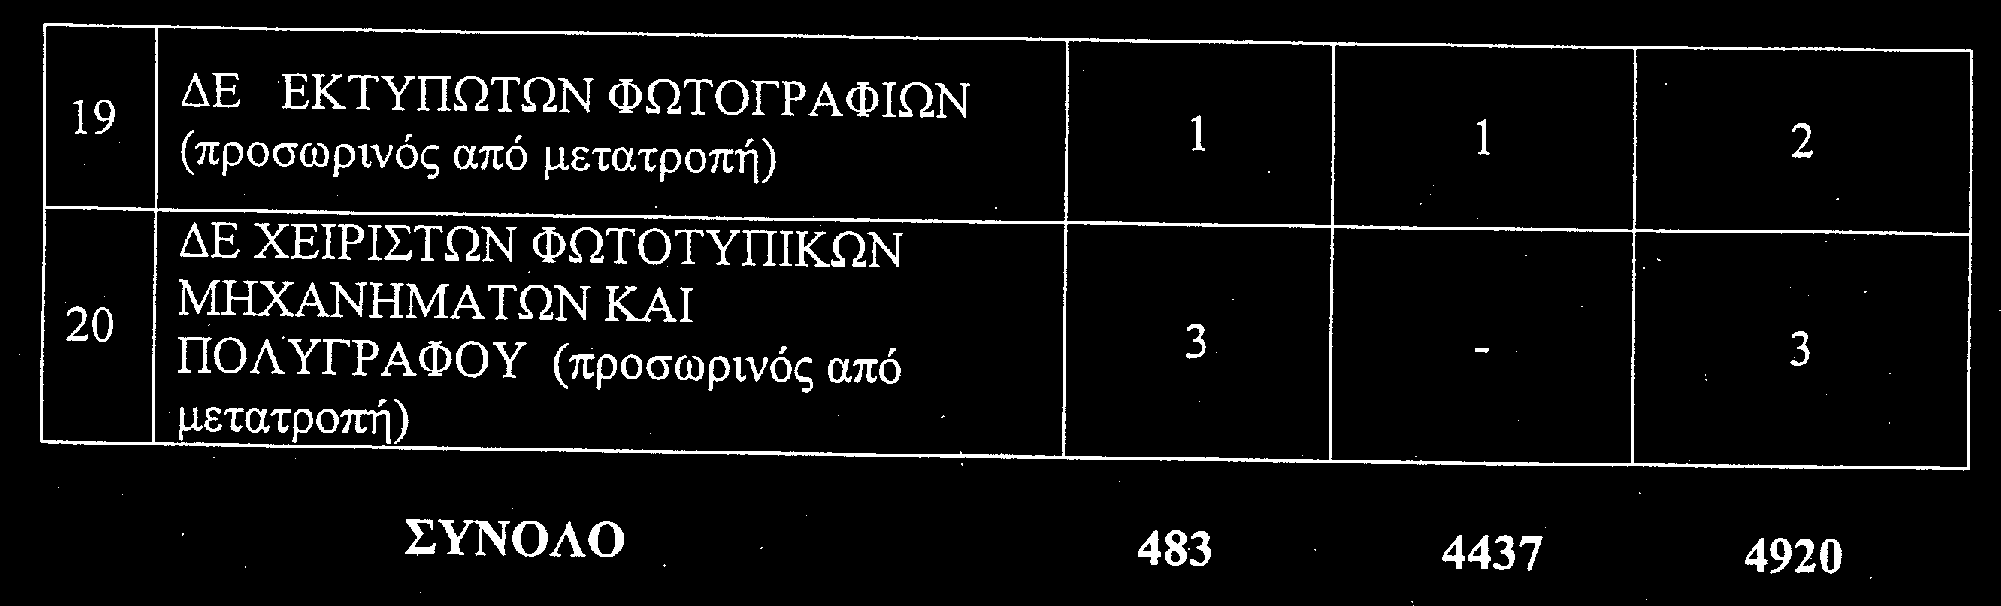 19 ΔΕ ΕΚΤΥΠΩΤΩΝ ΦΩΤΟΓΡΑΦΙΩΝ 1 1 2
(προσωρινός από μετατροπή)
ΔΕ ΧΕΙΡΙΣΤΩΝ ΦΩΤΟΤΥΠΙΚΩΝ
ΜΗΧΑΝΗΜΑΤΩΝ ΚΑΙ
20 ΠΟΛΥΓΡΑΦΟΥ (προσωρινός από 3 - 3
μετατροπή)
ΣΥΝΟΛΟ 483 4437 4920